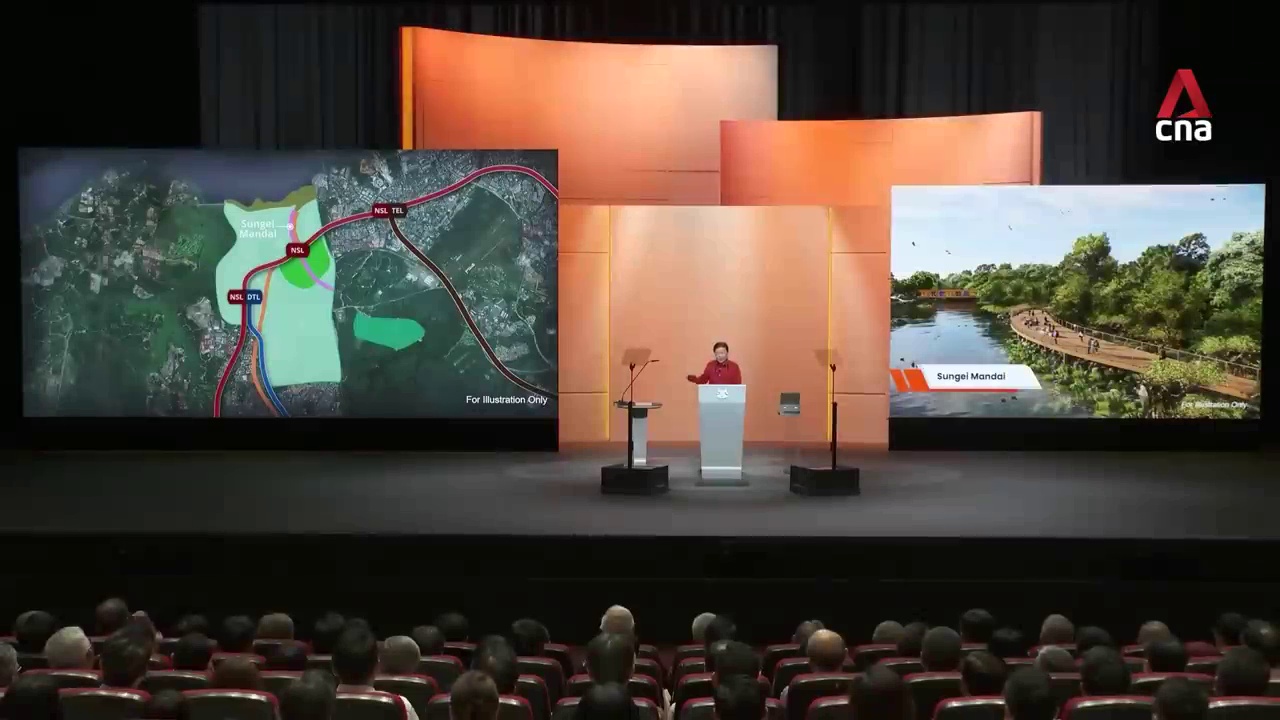 cna
Sungei
Mandai
NSL TEL
NSL
NSL DTL
For Illustration Only
Sungei Mandai
For Illustration Only